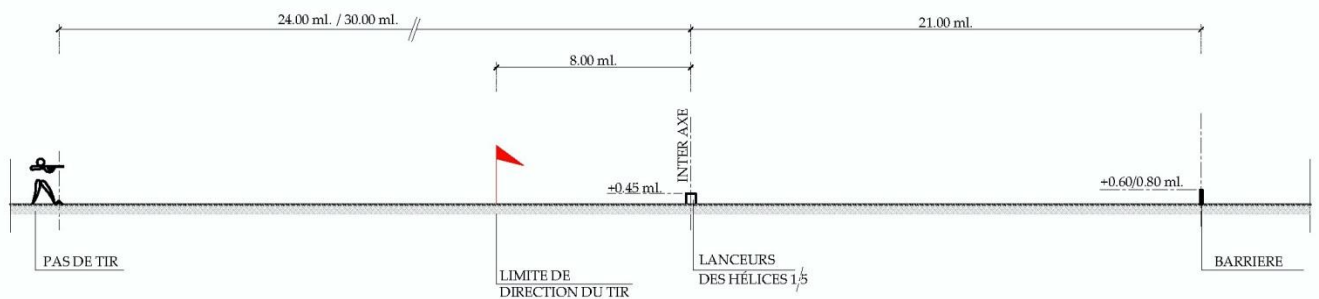 24.00 ml. / 30.00 ml.
21.00 ml.
8.00 ml.
INTER AXE
+0.45 ml.
+0.60/0.80 ml.
PAS DE TIR
LIMITE DE
DIRECTION DU TIR
LANCEURS
DES HÉLICES 1/5
BARRIERE